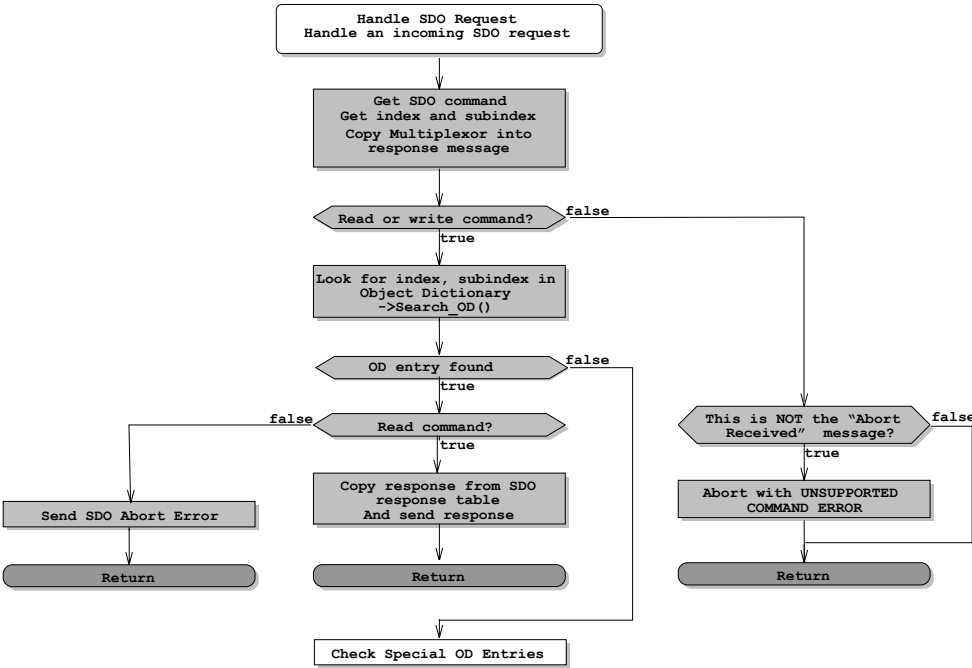 Handle SDO Request
Handle an incoming SDO request
Get SDO command
Get index and subindex
Copy Multiplexor into
response message
Read or write command?
false
true
Look for index, subindex in
Object Dictionary
->Search_OD()
OD entry found
false
true
false
Read command?
true
This is NOT the “Abort
Received” message?
false
true
Copy response from SDO
response table
And send response
Abort with UNSUPPORTED
COMMAND ERROR
Send SDO Abort Error
Return
Return
Return
Check Special OD Entries